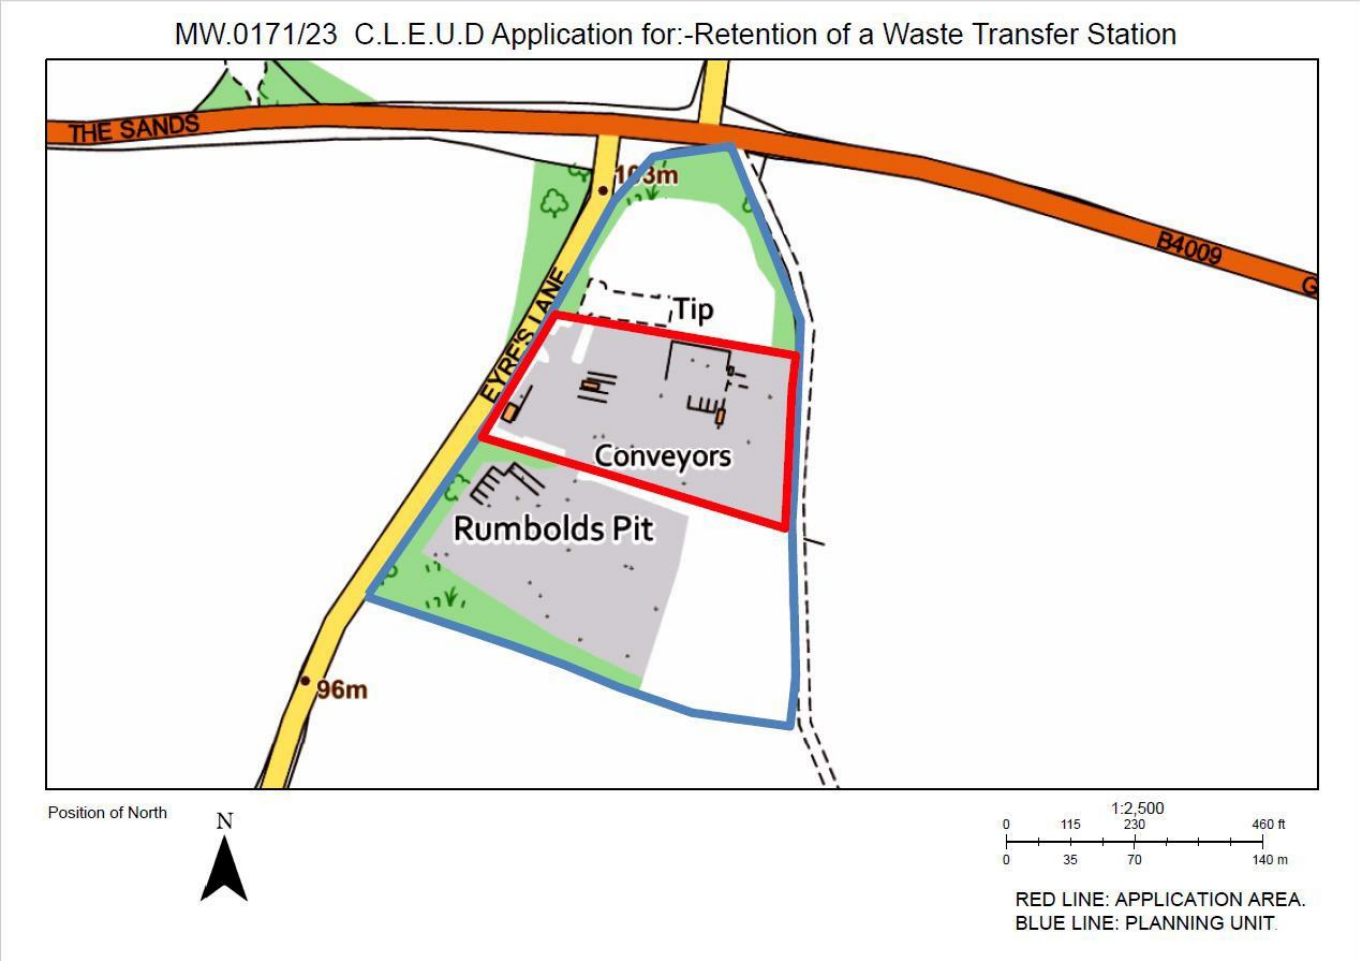 MW.0171/23 C.L.E.U.D Application for:-Retention of a Waste Transfer Station
THE SANDS
103m
B4009
G
EYRE'S LANE
Tip
Conveyors
Rumbolds Pit
96m
Position of North
N
1:2,500
0 115 230 460 ft
0 35 70 140 m
RED LINE: APPLICATION AREA.
BLUE LINE: PLANNING UNIT.